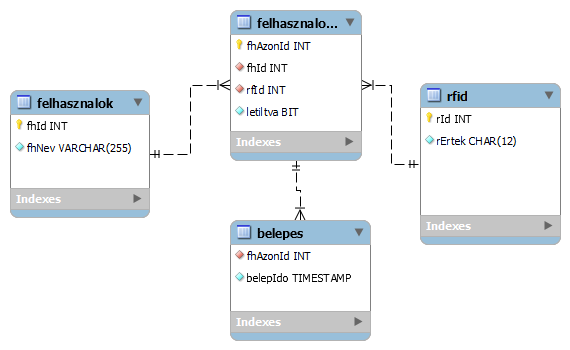 felhasznalo...
fhAzonId INT
fhId INT
rfId INT
letiltva BIT
Indexes
felhasznalok
fhId INT
fhNev VARCHAR(255)
Indexes
rfid
rId INT
rErtek CHAR(12)
Indexes
belepes
fhAzonId INT
belepIdo TIMESTAMP
Indexes